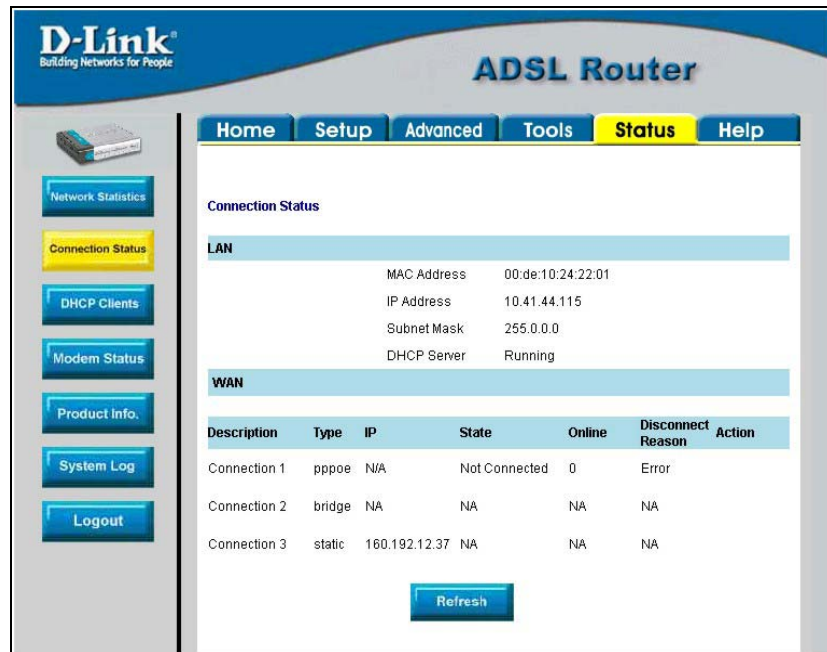 D-Link®
Building Networks for People
ADSL Router
Home Setup Advanced Tools Status Help
Network Statistics
Connection Status
DHCP Clients
Modem Status
Product Info.
System Log
Logout
Connection Status
LAN
MAC Address 00:de:10:24:22:01
IP Address 10.41.44.115
Subnet Mask 255.0.0.0
DHCP Server Running
WAN
Description Type IP State Online Disconnect Reason Action
Connection 1 pppoe N/A Not Connected 0 Error
Connection 2 bridge NA NA NA NA
Connection 3 static 160.192.12.37 NA NA NA
Refresh